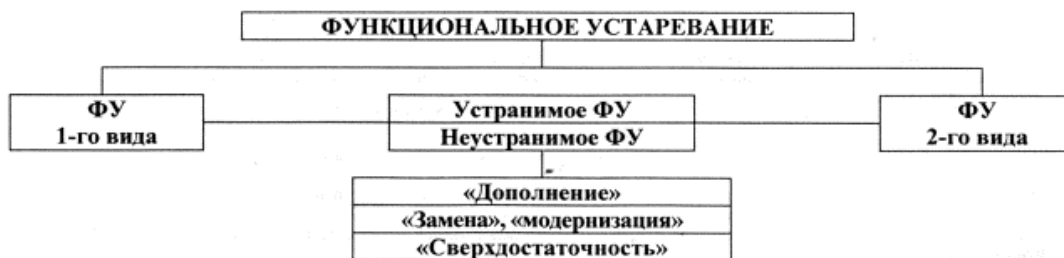 ФУНКЦИОНАЛЬНОЕ УСТАРЕВАНИЕ
ФУ
1-го вида
Устранимое ФУ
Неустранимое ФУ
ФУ
2-го вида
«Дополнение»
«Замена», «модернизация»
«Сверхдостаточность»